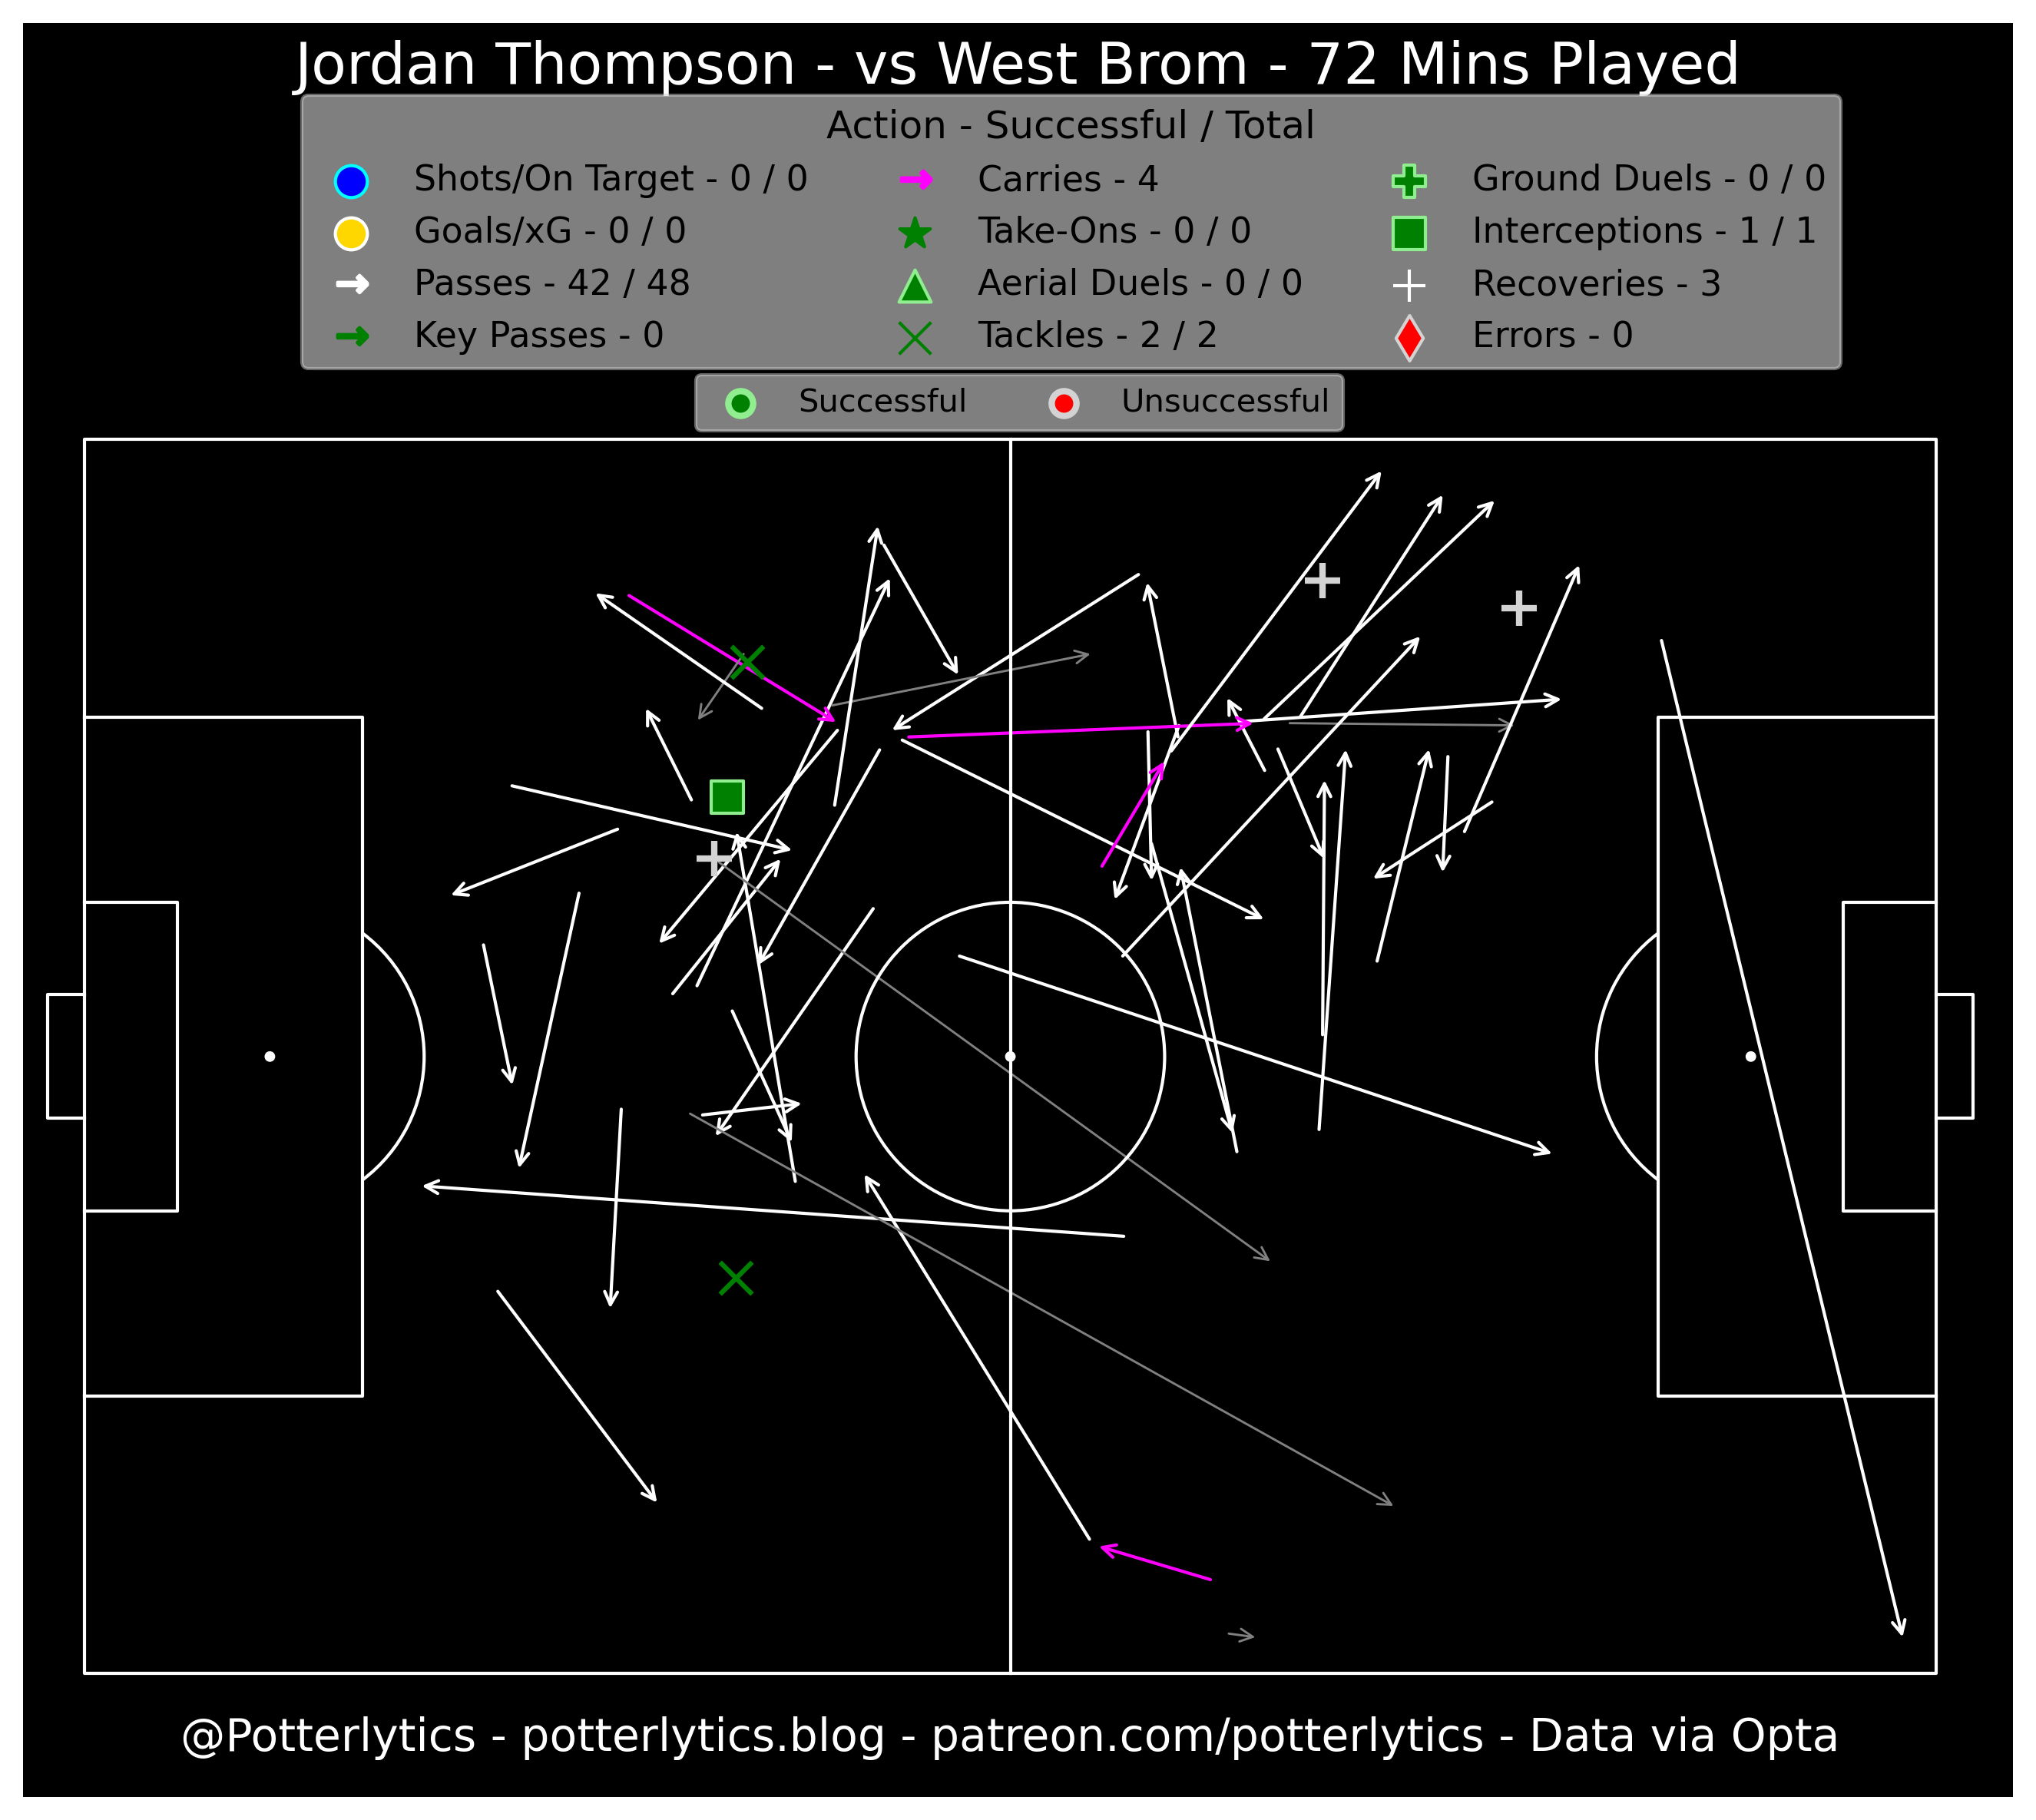 Jordan Thompson - vs West Brom - 72 Mins Played
Action - Successful / Total
Shots/On Target - 0 / 0
Goals/xG - 0 / 0
Passes - 42 / 48
Key Passes - 0
Carries - 4
Take-Ons - 0 / 0
Aerial Duels - 0 / 0
Tackles - 2 / 2
Ground Duels - 0 / 0
Interceptions - 1 / 1
Recoveries - 3
Errors - 0
Successful
Unsuccessful
@Potterlytics - potterlytics.blog - patreon.com/potterlytics - Data via Opta